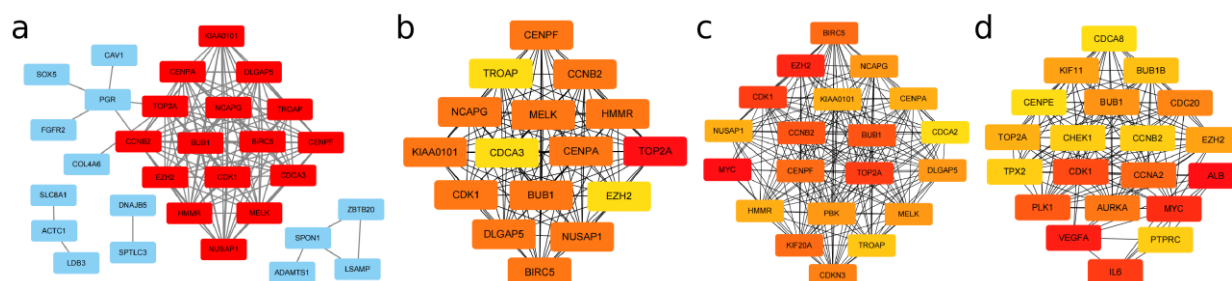 a
KIAA0101
CAV1
SOX5
CENPA
DLGAP5
PGR
TOP2A
NCAPG
TROAP
FGFR2
CCNB2
BUB1
BIRC5
CENPF
COL4A6
EZH2
CDK1
CDCA3
SLC8A1
DNAJB5
HMMR
MELK
ZBTB20
ACTC1
SPON1
NUSAP1
LDB3
SPTLC3
ADAMTS1
LSAMP
b
CENPF
TROAP
CCNB2
NCAPG
MELK
HMMR
KIAA0101
CDCA3
CENPA
TOP2A
CDK1
BUB1
EZH2
DLGAP5
NUSAP1
BIRC5
c
BIRC5
EZH2
NCAPG
CDK1
KIAA0101
CENPA
NUSAP1
CCNB2
BUB1
CDCA2
MYC
CENPF
TOP2A
DLGAP5
HMMR
PBK
MELK
KIF20A
TROAP
CDKN3
d
CDCA8
KIF11
BUB1B
CENPE
BUB1
CDC20
TOP2A
CHEK1
CCNB2
EZH2
TPX2
CDK1
CCNA2
ALB
PLK1
AURKA
MYC
VEGFA
PTPRC
IL6